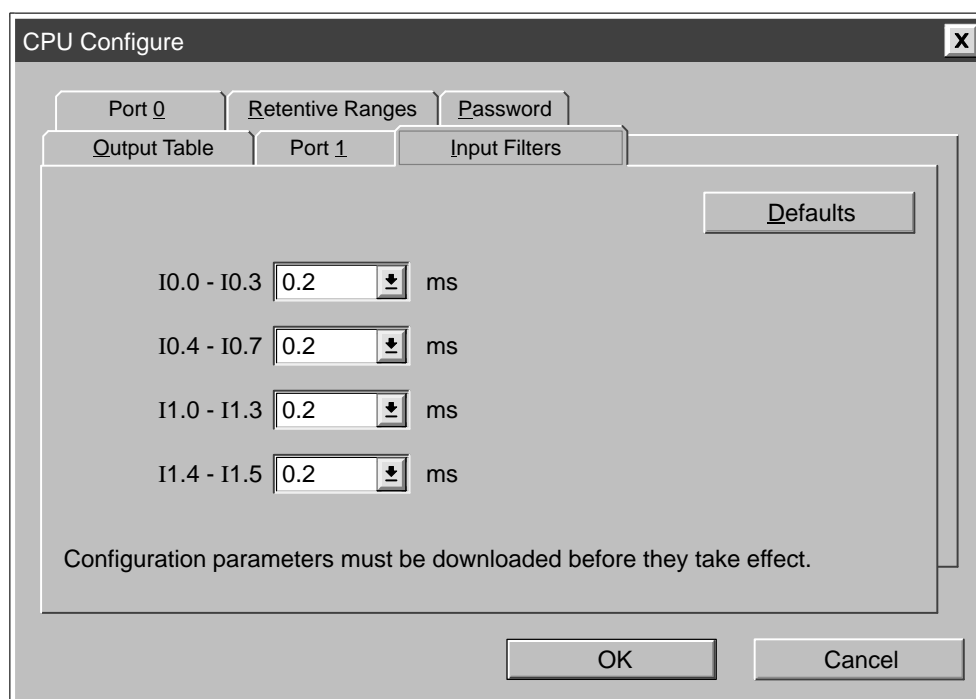 CPU Configure
X
Port 0
Retentive Ranges
Password
Output Table
Port 1
Input Filters
Defaults
I0.0 - I0.3 0.2 ms
I0.4 - I0.7 0.2 ms
I1.0 - I1.3 0.2 ms
I1.4 - I1.5 0.2 ms
Configuration parameters must be downloaded before they take effect.
OK
Cancel